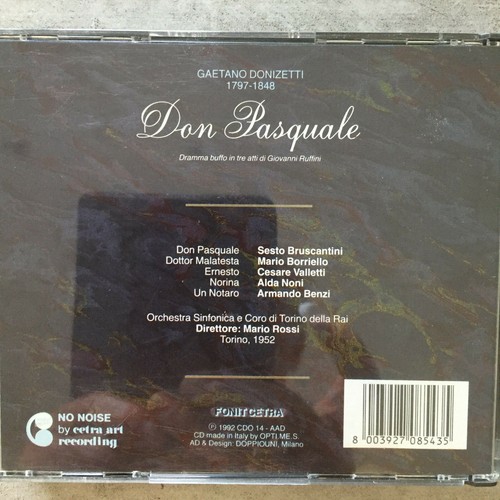 GAETANO DONIZETTI
1797-1848
Don Pasquale
Dramma buffo in tre atti di Giovanni Ruffini
Don Pasquale Sesto Bruscantini
Dottor Malatesta Mario Borriello
Ernesto Cesare Valletti
Norina Alda Noni
Un Notaro Armando Benzi
Orchestra Sinfonica e Coro di Torino della Rai
Direttore: Mario Rossi
Torino, 1952
NO NOISE
by cetra art
recording
FONIT CETRA
℗ 1992 CDO 14 - AAD
CD made in Italy by OPTI.ME.S.
AD & Design: DOPPIOUNI, Milano
8 003927 085435